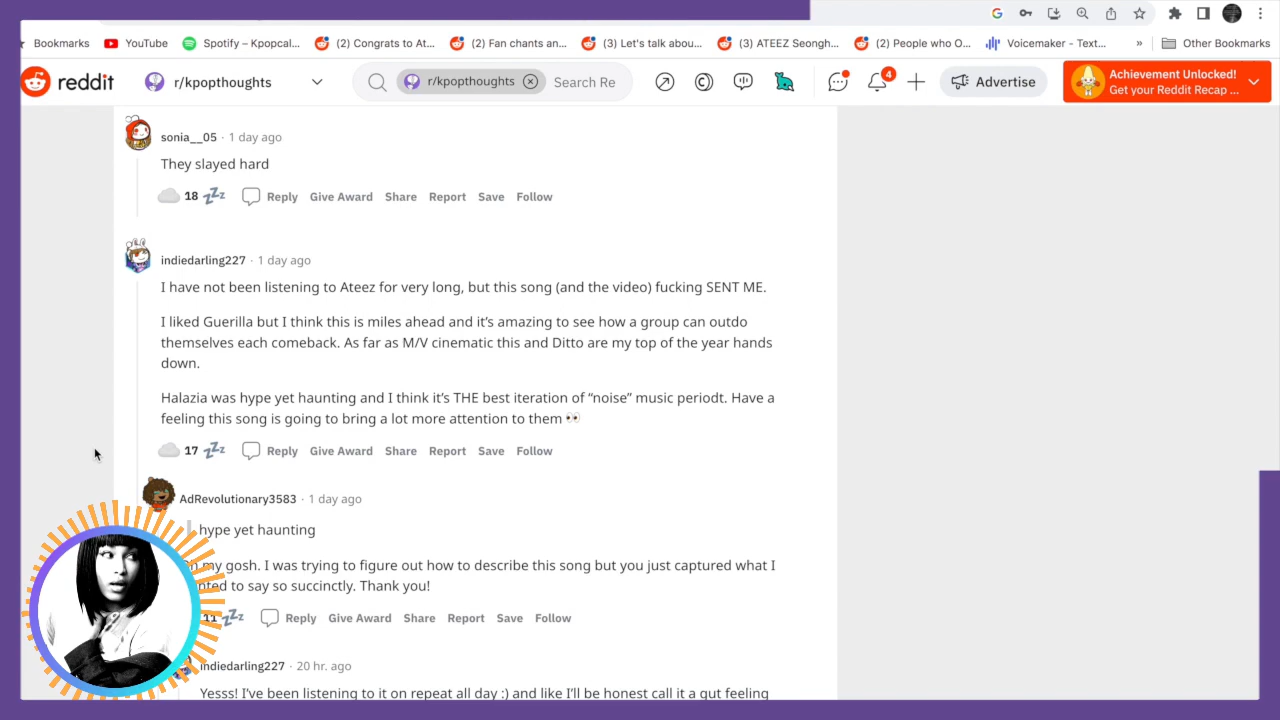 Bookmarks YouTube Spotify – Kpopcal... (2) Congrats to At... (2) Fan chants an... (3) Let's talk abou... (3) ATEEZ Seongh... (2) People who O... Voicemaker - Text... » Other Bookmarks
reddit r/kpopthoughts r/kpopthoughts Search Re 4 Advertise
Achievement Unlocked!
Get your Reddit Recap ...
sonia__05 · 1 day ago
They slayed hard
18 Reply Give Award Share Report Save Follow
indiedarling227 · 1 day ago
I have not been listening to Ateez for very long, but this song (and the video) fucking SENT ME.
I liked Guerilla but I think this is miles ahead and it's amazing to see how a group can outdo
themselves each comeback. As far as M/V cinematic this and Ditto are my top of the year hands
down.
Halazia was hype yet haunting and I think it's THE best iteration of “noise” music periodt. Have a
feeling this song is going to bring a lot more attention to them 👀
17 Reply Give Award Share Report Save Follow
AdRevolutionary3583 · 1 day ago
hype yet haunting
my gosh. I was trying to figure out how to describe this song but you just captured what I
to say so succinctly. Thank you!
11 Reply Give Award Share Report Save Follow
indiedarling227 · 20 hr. ago
Yesss! I've been listening to it on repeat all day :) and like I'll be honest call it a gut feeling